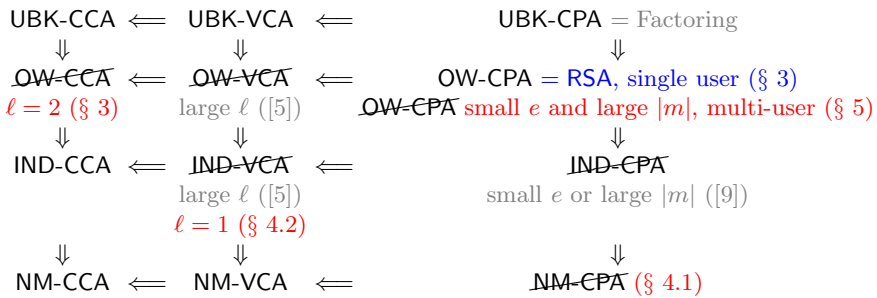 UBK-CCA ⟸ UBK-VCA ⟸ UBK-CPA = Factoring
⇓ ⇓ ⇓
OW-CCA ⟸ OW-VCA ⟸ OW-CPA = RSA, single user (§ 3)
ℓ = 2 (§ 3) large ℓ ([5]) OW-CPA small e and large |m|, multi-user (§ 5)
⇓ ⇓ ⇓
IND-CCA ⟸ IND-VCA ⟸ IND-CPA
large ℓ ([5]) small e or large |m| ([9])
ℓ = 1 (§ 4.2)
⇓ ⇓ ⇓
NM-CCA ⟸ NM-VCA ⟸ NM-CPA (§ 4.1)